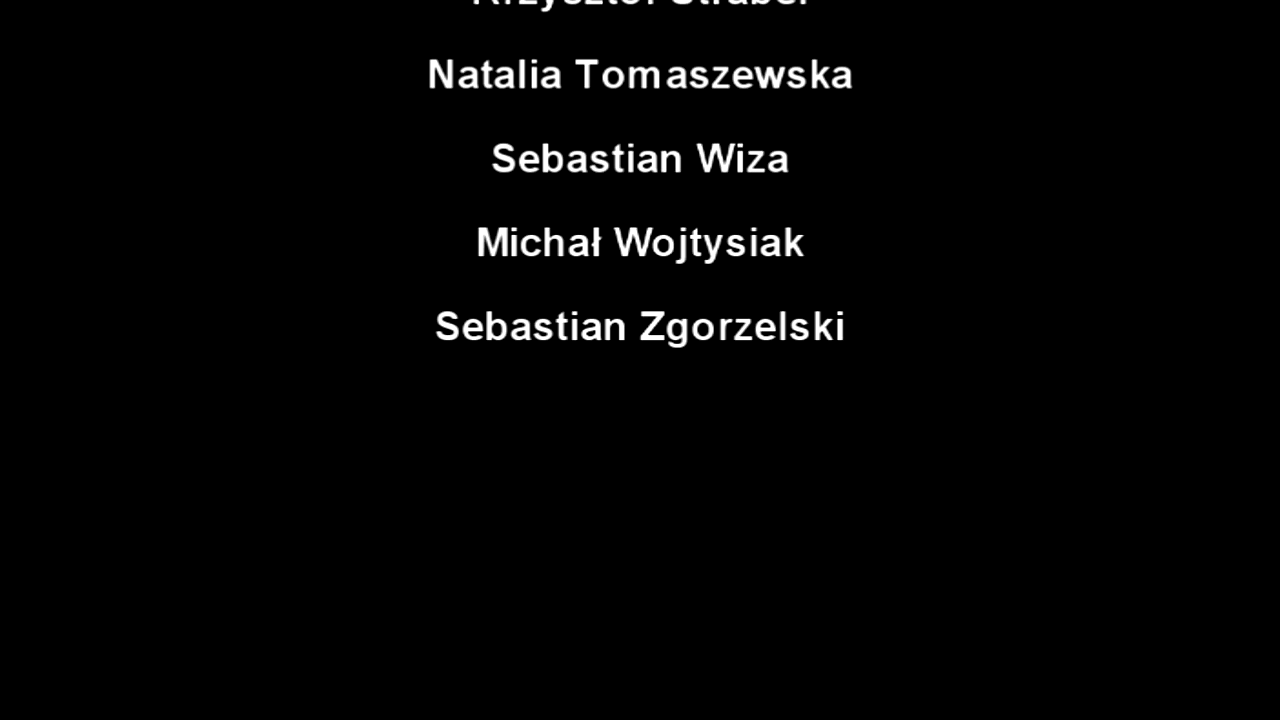 Natalia Tomaszewska
Sebastian Wiza
Michał Wojtysiak
Sebastian Zgorzelski